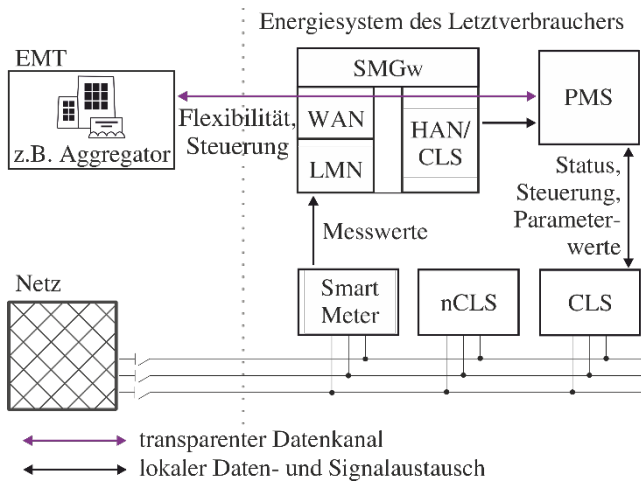 Energiesystem des Letztverbrauchers
EMT
z.B. Aggregator
Flexibilität,
Steuerung
SMGw
WAN
LMN
HAN/
CLS
PMS
Status,
Steuerung,
Parameter-
werte
Messwerte
Netz
Smart
Meter
nCLS
CLS
transparenter Datenkanal
lokaler Daten- und Signalaustausch